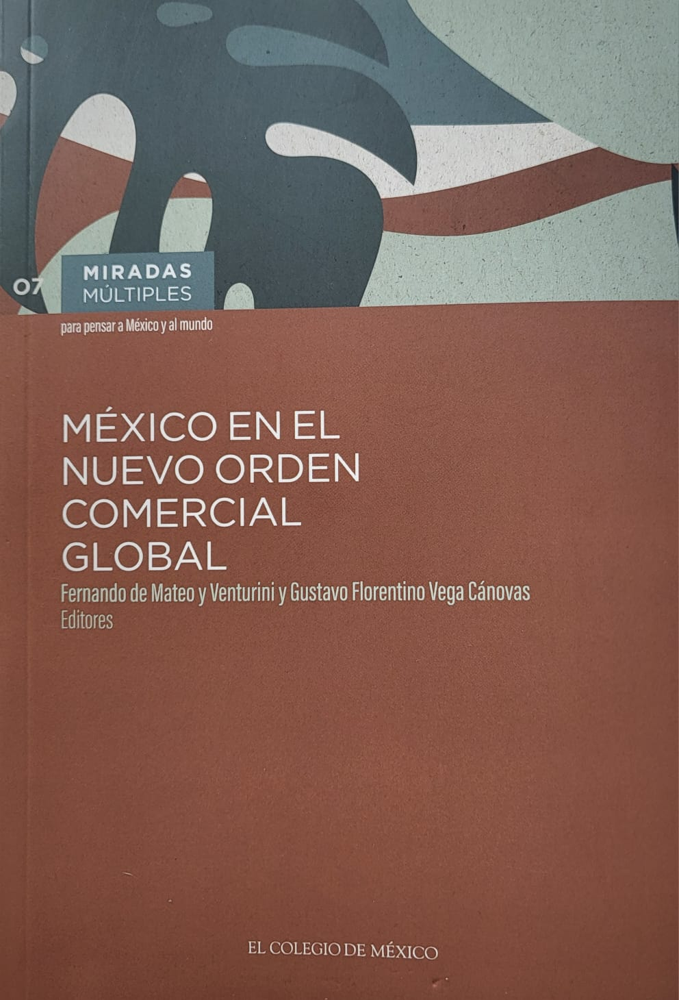 07
MIRADAS
MÚLTIPLES
para pensar a México y al mundo
MÉXICO EN EL
NUEVO ORDEN
COMERCIAL
GLOBAL
Fernando de Mateo y Venturini y Gustavo Florentino Vega Cánovas
Editores
EL COLEGIO DE MÉXICO